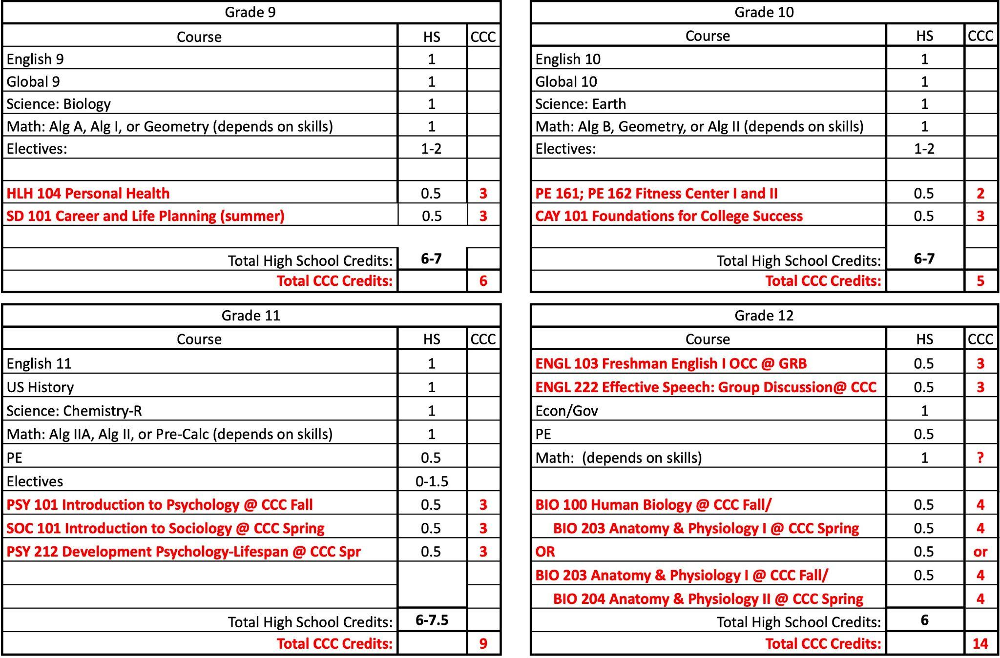 Grade 9
Course HS CCC
English 9 1
Global 9 1
Science: Biology 1
Math: Alg A, Alg I, or Geometry (depends on skills) 1
Electives: 1-2
HLH 104 Personal Health 0.5 3
SD 101 Career and Life Planning (summer) 0.5 3
Total High School Credits: 6-7
Total CCC Credits: 6
Grade 10
Course HS CCC
English 10 1
Global 10 1
Science: Earth 1
Math: Alg B, Geometry, or Alg II (depends on skills) 1
Electives: 1-2
PE 161; PE 162 Fitness Center I and II 0.5 2
CAY 101 Foundations for College Success 0.5 3
Total High School Credits: 6-7
Total CCC Credits: 5
Grade 11
Course HS CCC
English 11 1
US History 1
Science: Chemistry-R 1
Math: Alg IIA, Alg II, or Pre-Calc (depends on skills) 1
PE 0.5
Electives 0-1.5
PSY 101 Introduction to Psychology @ CCC Fall 0.5 3
SOC 101 Introduction to Sociology @ CCC Spring 0.5 3
PSY 212 Development Psychology-Lifespan @ CCC Spr 0.5 3
Total High School Credits: 6-7.5
Total CCC Credits: 9
Grade 12
Course HS CCC
ENGL 103 Freshman English I OCC @ GRB 0.5 3
ENGL 222 Effective Speech: Group Discussion@ CCC 0.5 3
Econ/Gov 1
PE 0.5
Math: (depends on skills) 1 ?
BIO 100 Human Biology @ CCC Fall/ 0.5 4
BIO 203 Anatomy & Physiology I @ CCC Spring 0.5 4
OR 0.5 or
BIO 203 Anatomy & Physiology I @ CCC Fall/ 0.5 4
BIO 204 Anatomy & Physiology II @ CCC Spring 4
Total High School Credits: 6
Total CCC Credits: 14